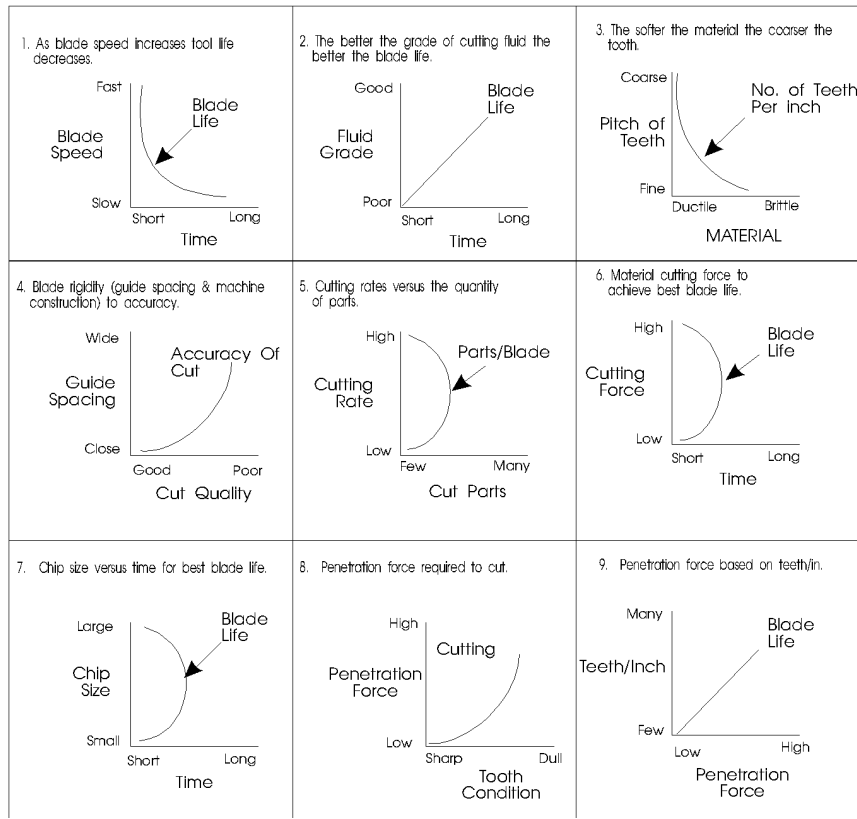 1. As blade speed increases tool life
decreases.
Fast
Blade
Life
Blade
Speed
Slow
Short
Long
Time
2. The better the grade of cutting fluid the
better the blade life.
Good
Blade
Life
Fluid
Grade
Poor
Short
Long
Time
3. The softer the material the coarser the
tooth.
Coarse
No. of Teeth
Per inch
Pitch of
Teeth
Fine
Ductile
Brittle
MATERIAL
4. Blade rigidity (guide spacing & machine
construction) to accuracy.
Wide
Accuracy Of
Cut
Guide
Spacing
Close
Good
Poor
Cut Quality
5. Cutting rates versus the quantity
of parts.
High
Parts/Blade
Cutting
Rate
Low
Few
Many
Cut Parts
6. Material cutting force to
achieve best blade life.
High
Blade
Life
Cutting
Force
Low
Short
Long
Time
7. Chip size versus time for best blade life.
Large
Blade
Life
Chip
Size
Small
Short
Long
Time
8. Penetration force required to cut.
High
Cutting
Penetration
Force
Low
Sharp
Dull
Tooth
Condition
9. Penetration force based on teeth/in.
Many
Blade
Life
Teeth/Inch
Few
Low
High
Penetration
Force